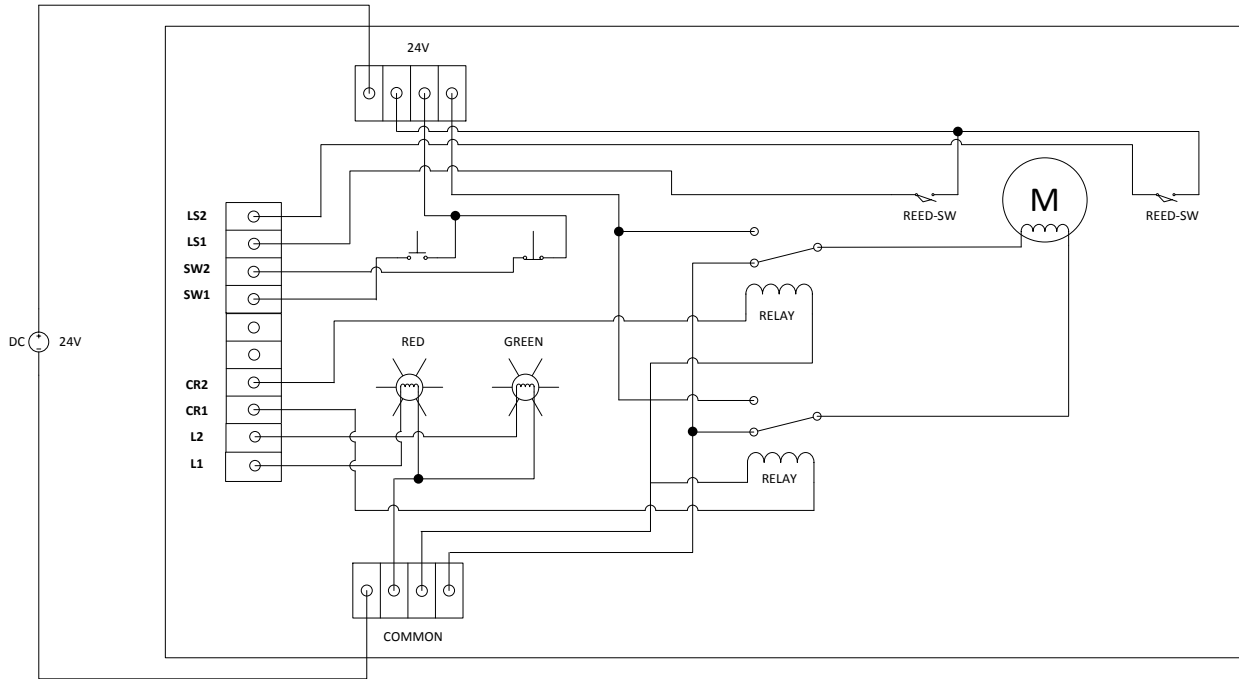 24V
M
LS2
REED-SW
REED-SW
LS1
SW2
SW1
RELAY
DC
+
-
24V
RED
GREEN
CR2
CR1
L2
L1
RELAY
COMMON